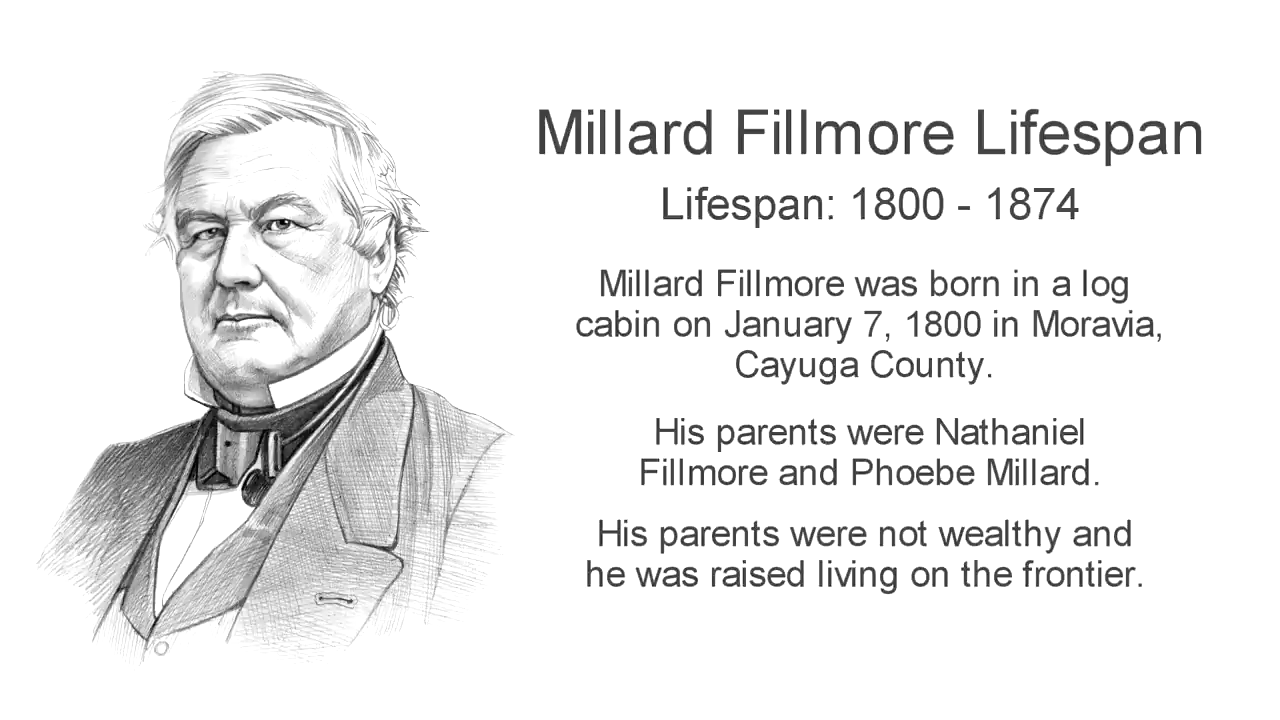 Millard Fillmore Lifespan
Lifespan: 1800 - 1874
Millard Fillmore was born in a log
cabin on January 7, 1800 in Moravia,
Cayuga County.
His parents were Nathaniel
Fillmore and Phoebe Millard.
His parents were not wealthy and
he was raised living on the frontier.